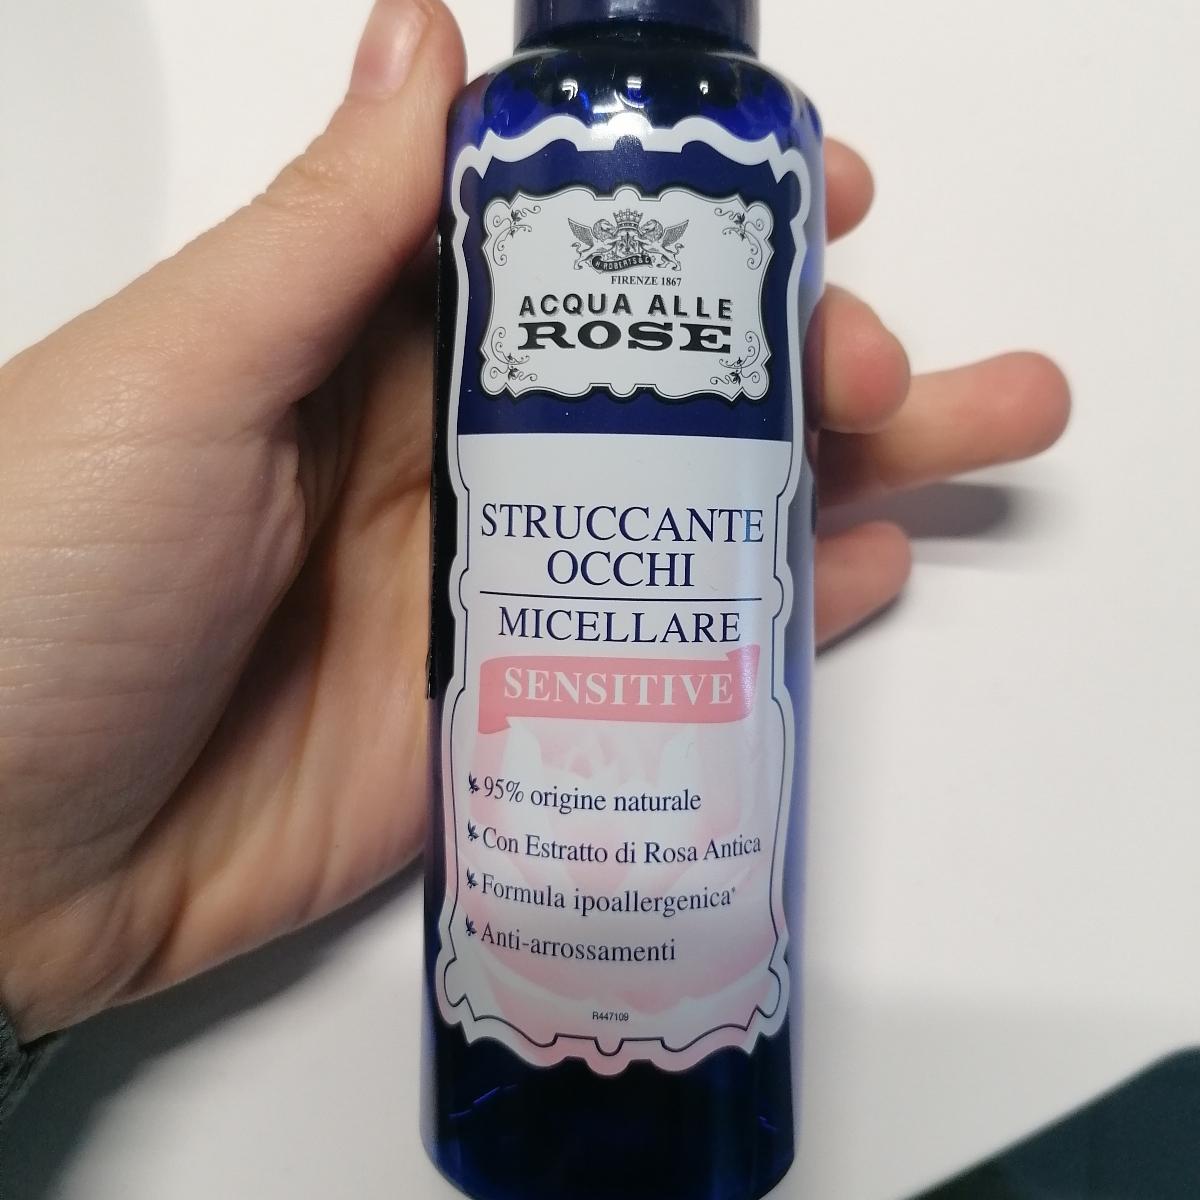 H·ROBERTS&C°
FIRENZE 1867
ACQUA ALLE
ROSE
STRUCCANTE
OCCHI
MICELLARE
SENSITIVE
95% origine naturale
Con Estratto di Rosa Antica
Formula ipoallergenica*
Anti-arrossamenti
R447109